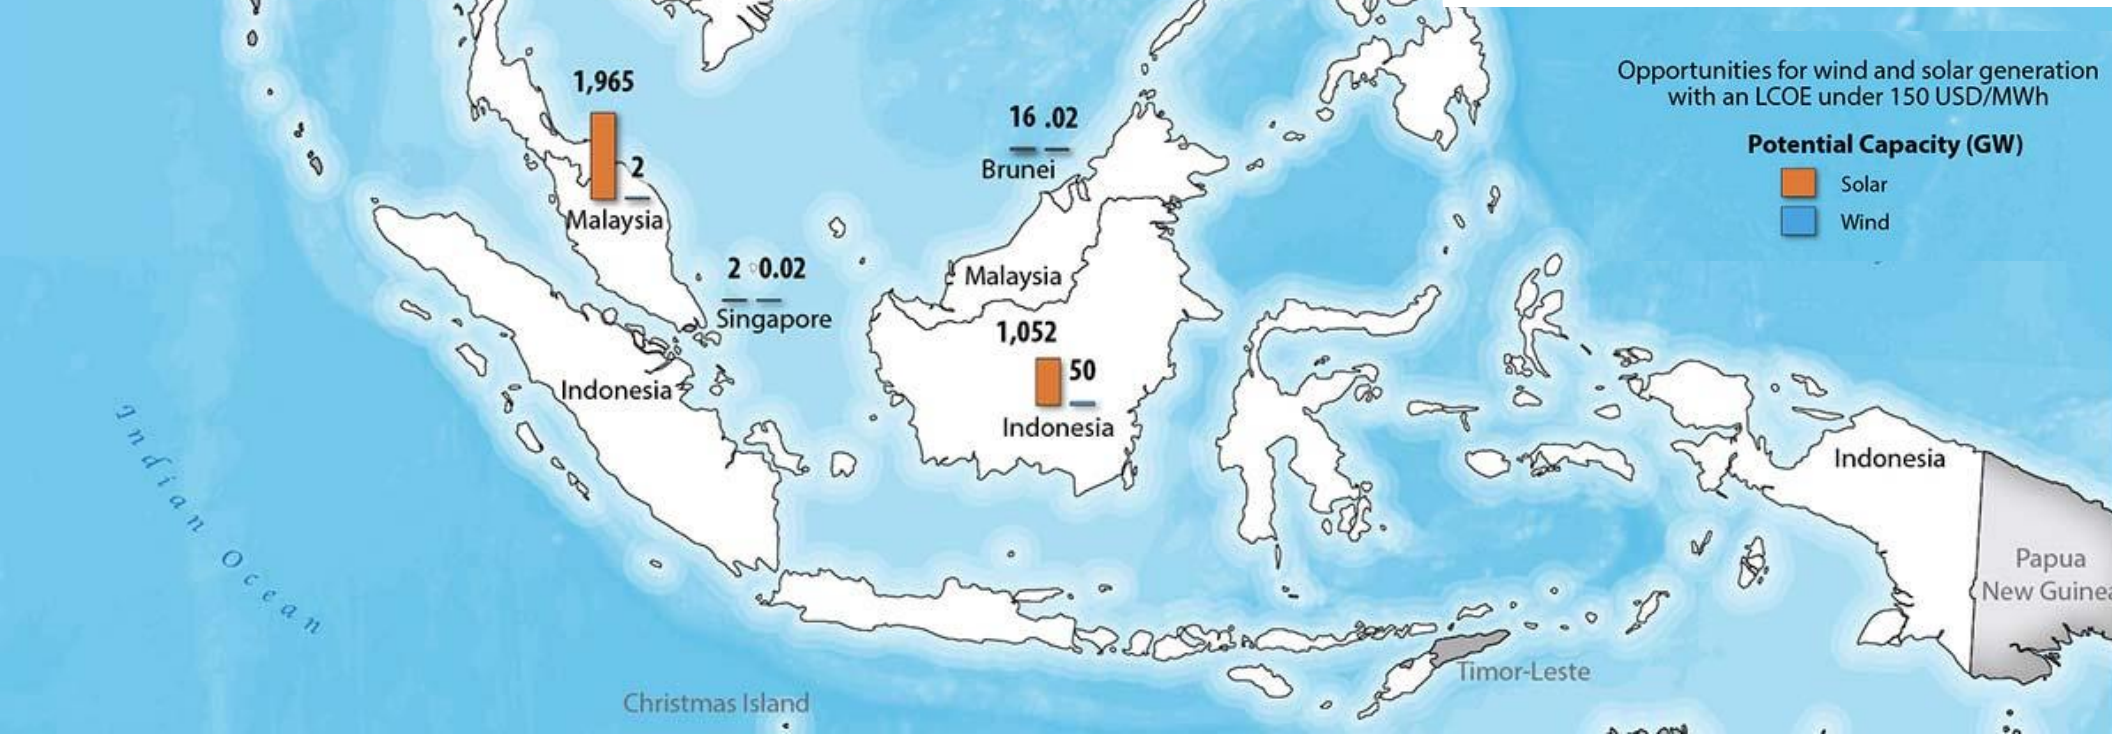 1,965
2
Malaysia
16 .02
Brunei
Opportunities for wind and solar generation
with an LCOE under 150 USD/MWh
Potential Capacity (GW)
Solar
Wind
2 0.02
Singapore
Malaysia
1,052
50
Indonesia
Indonesia
Indonesia
Indian Ocean
Papua
New Guinea
Timor-Leste
Christmas Island